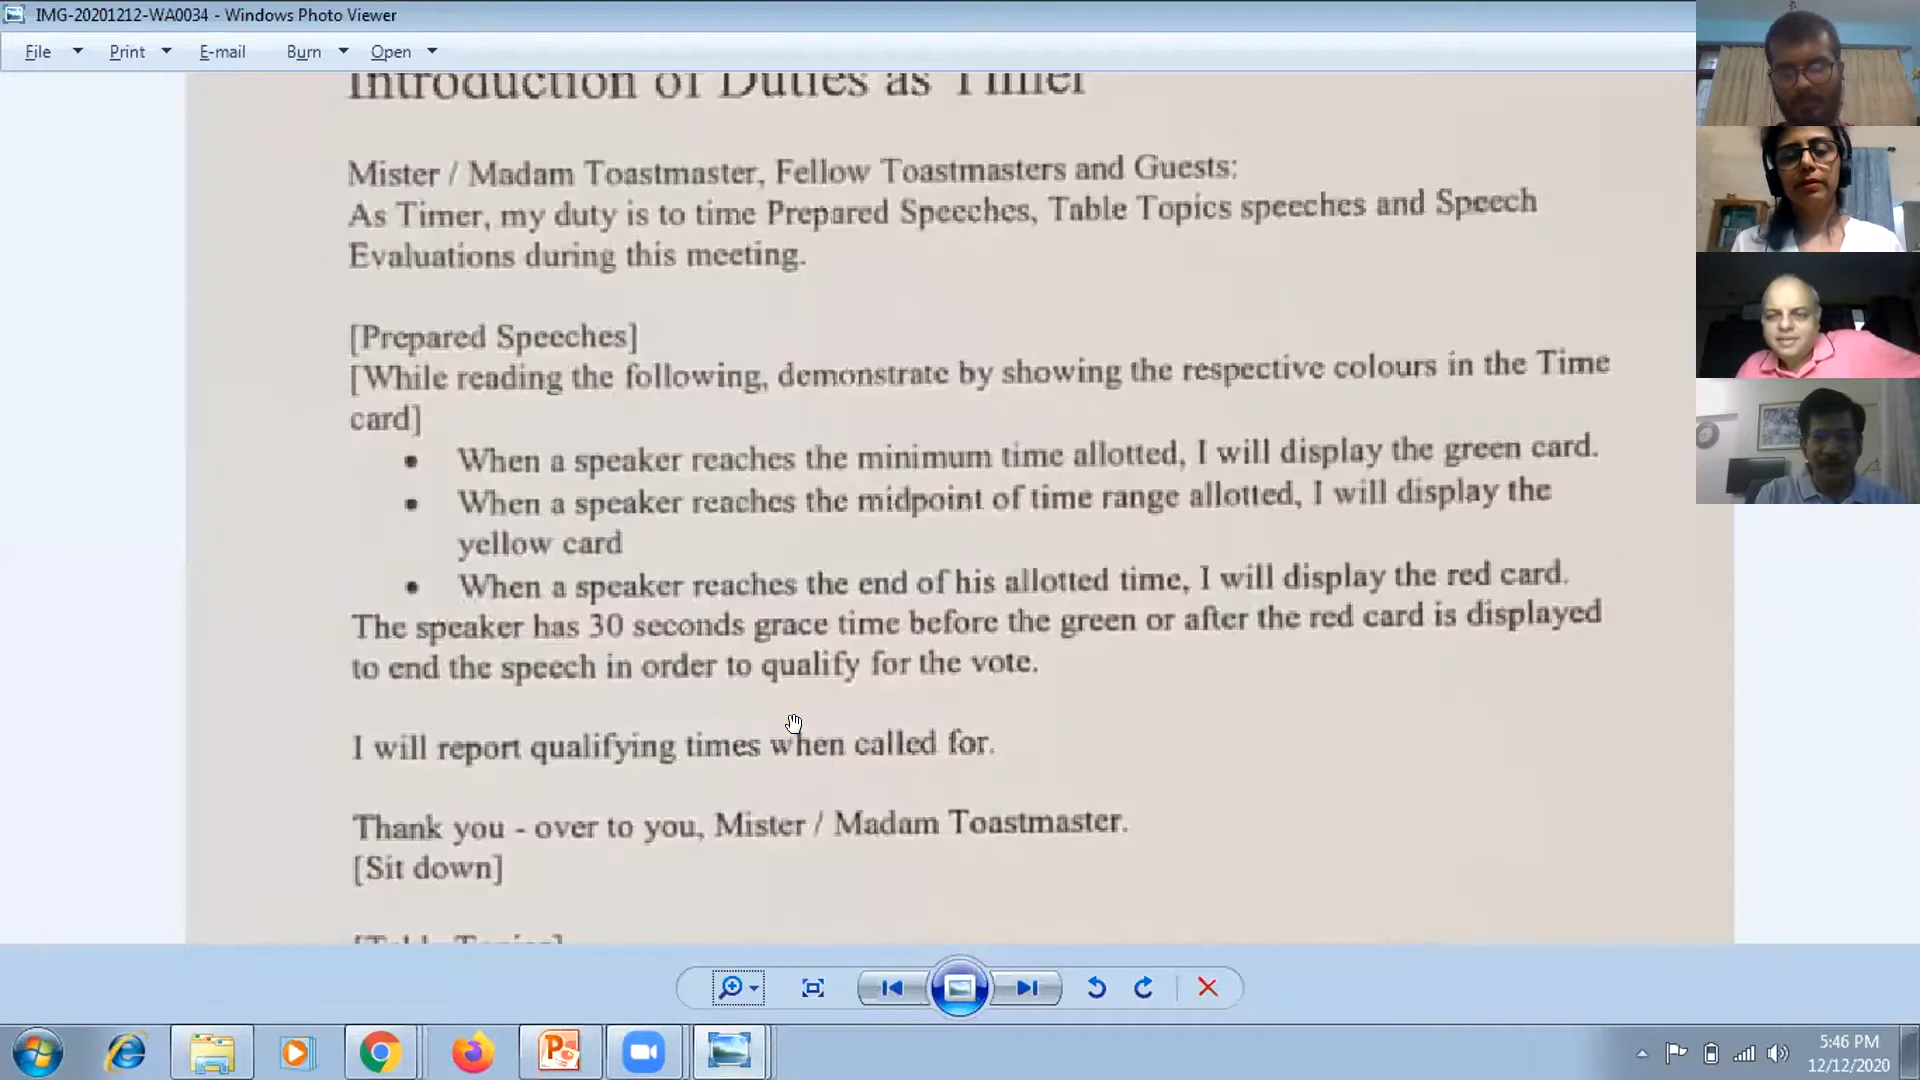 IMG-20201212-WA0034 - Windows Photo Viewer
File Print E-mail Burn Open
Introduction of Duties as Timer
Mister / Madam Toastmaster, Fellow Toastmasters and Guests:
As Timer, my duty is to time Prepared Speeches, Table Topics speeches and Speech
Evaluations during this meeting.
[Prepared Speeches]
[While reading the following, demonstrate by showing the respective colours in the Time
card]
• When a speaker reaches the minimum time allotted, I will display the green card.
• When a speaker reaches the midpoint of time range allotted, I will display the
yellow card
• When a speaker reaches the end of his allotted time, I will display the red card.
The speaker has 30 seconds grace time before the green or after the red card is displayed
to end the speech in order to qualify for the vote.
I will report qualifying times when called for.
Thank you - over to you, Mister / Madam Toastmaster.
[Sit down]
[Table Topics]
5:46 PM
12/12/2020